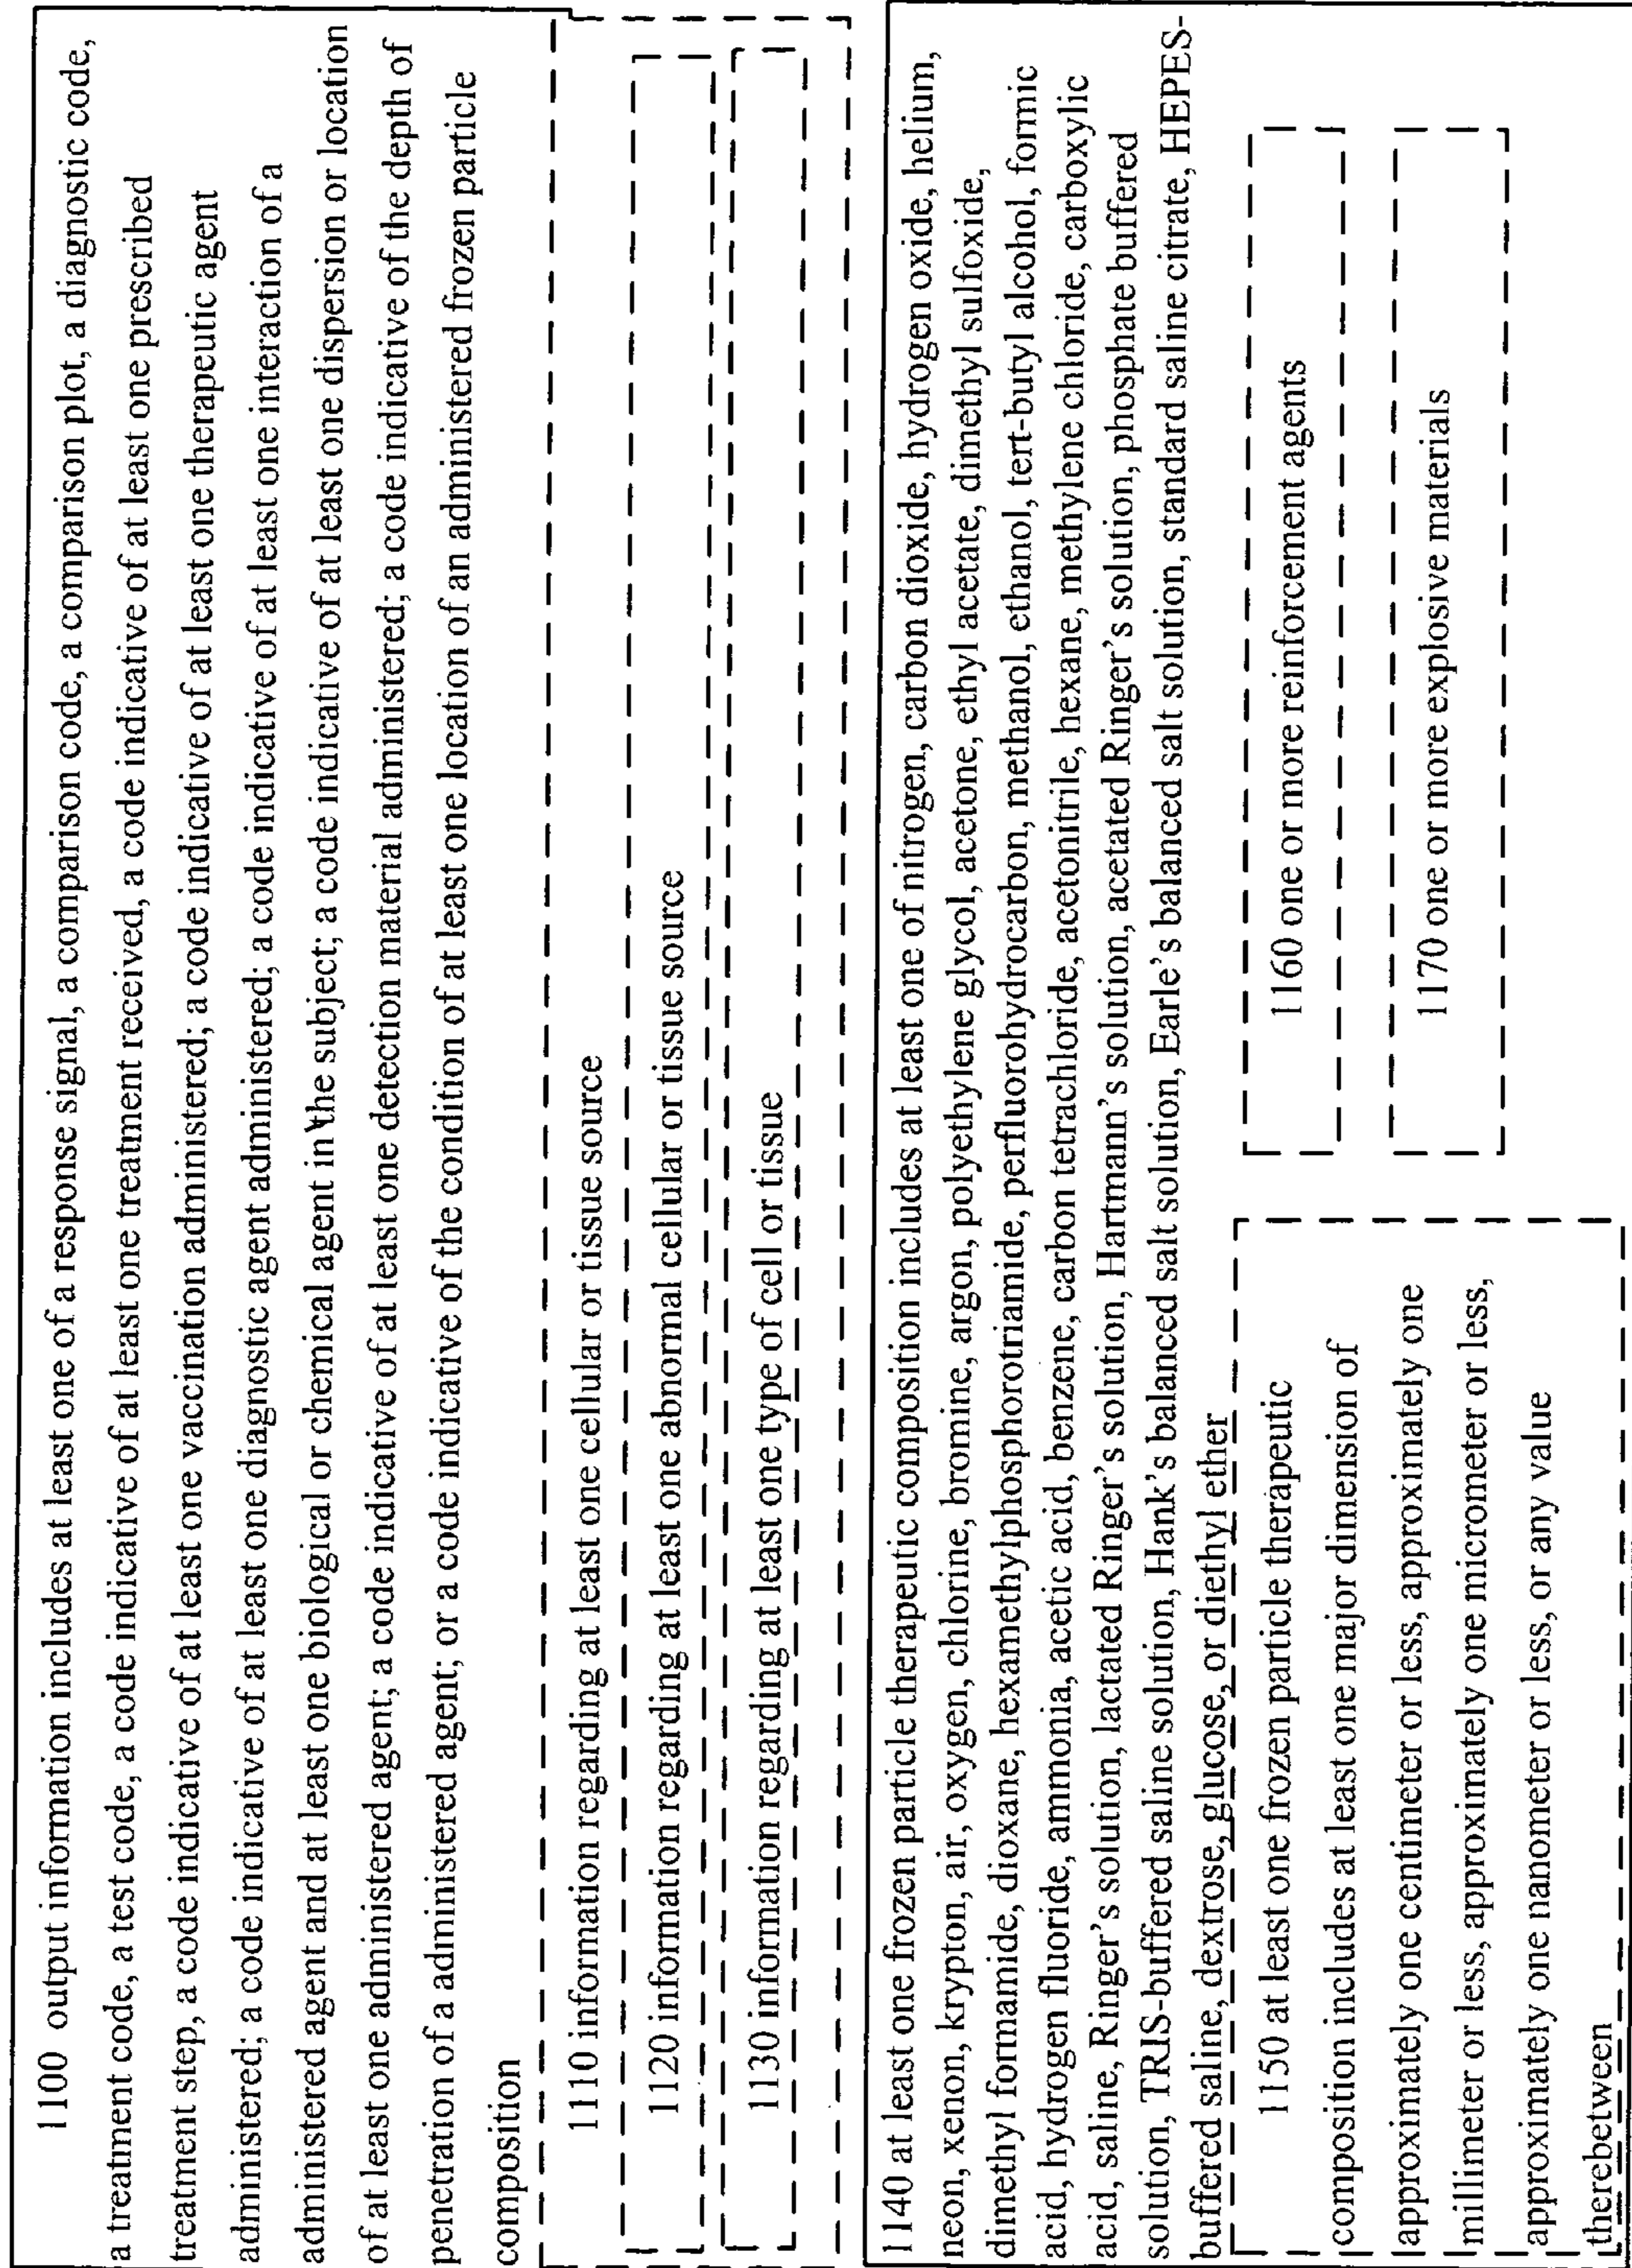 1100 output information includes at least one of a response signal, a comparison code, a comparison plot, a diagnostic code,
a treatment code, a test code, a code indicative of at least one treatment received, a code indicative of at least one prescribed
treatment step, a code indicative of at least one vaccination administered; a code indicative of at least one therapeutic agent
administered; a code indicative of at least one diagnostic agent administered; a code indicative of at least one interaction of a
administered agent and at least one biological or chemical agent in the subject; a code indicative of at least one dispersion or location
of at least one administered agent; a code indicative of at least one detection material administered; a code indicative of the depth of
penetration of a administered agent; or a code indicative of the condition of at least one location of an administered frozen particle
composition
1110 information regarding at least one cellular or tissue source
1120 information regarding at least one abnormal cellular or tissue source
1130 information regarding at least one type of cell or tissue
1140 at least one frozen particle therapeutic composition includes at least one of nitrogen, carbon dioxide, hydrogen oxide, helium,
neon, xenon, krypton, air, oxygen, chlorine, bromine, argon, polyethylene glycol, acetone, ethyl acetate, dimethyl sulfoxide,
dimethyl formamide, dioxane, hexamethylphosphorotriamide, perfluorohydrocarbon, methanol, ethanol, tert-butyl alcohol, formic
acid, hydrogen fluoride, ammonia, acetic acid, benzene, carbon tetrachloride, acetonitrile, hexane, methylene chloride, carboxylic
acid, saline, Ringer's solution, lactated Ringer's solution, Hartmann's solution, acetated Ringer's solution, phosphate buffered
solution, TRIS-buffered saline solution, Hank's balanced salt solution, Earle's balanced salt solution, standard saline citrate, HEPES-
buffered saline, dextrose, glucose, or diethyl ether
1150 at least one frozen particle therapeutic
composition includes at least one major dimension of
approximately one centimeter or less, approximately one
millimeter or less, approximately one micrometer or less,
approximately one nanometer or less, or any value
therebetween
1160 one or more reinforcement agents
1170 one or more explosive materials